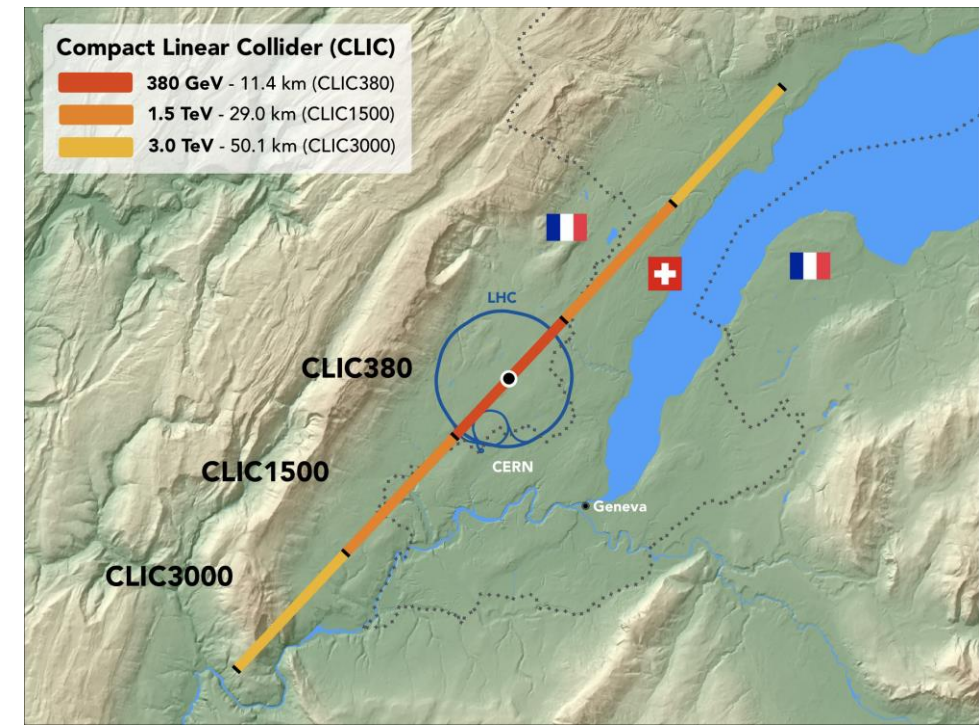 Compact Linear Collider (CLIC)
380 GeV - 11.4 km (CLIC380)
1.5 TeV - 29.0 km (CLIC1500)
3.0 TeV - 50.1 km (CLIC3000)
LHC
CLIC380
CLIC1500
CERN
Geneva
CLIC3000